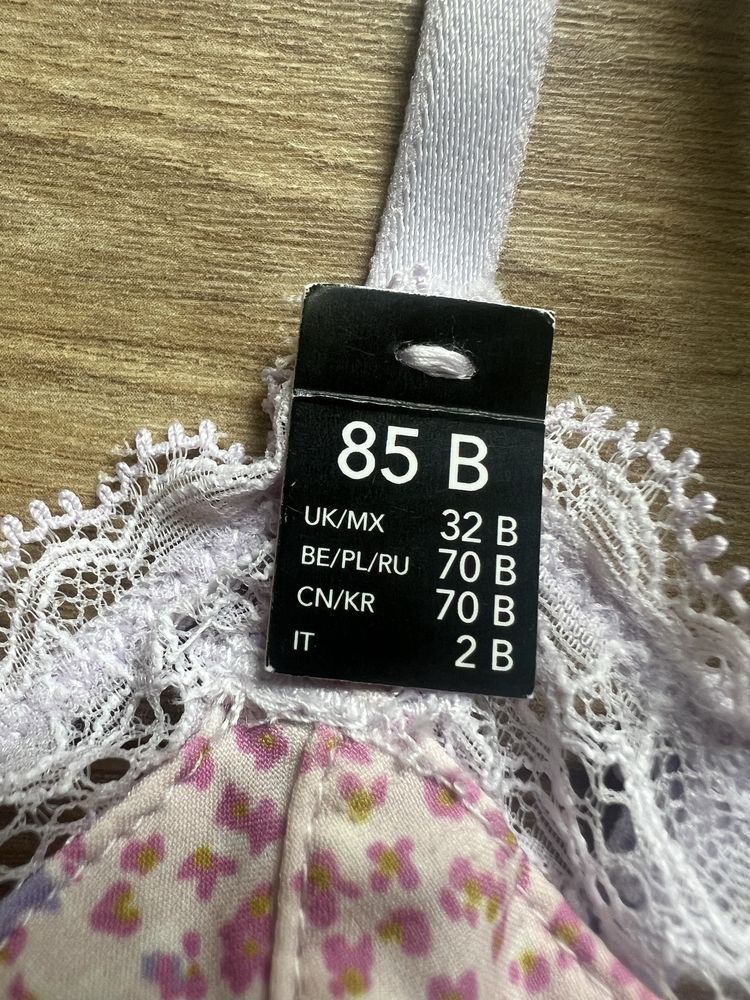 85 B
UK/MX 32 B
BE/PL/RU 70 B
CN/KR 70 B
IT 2 B